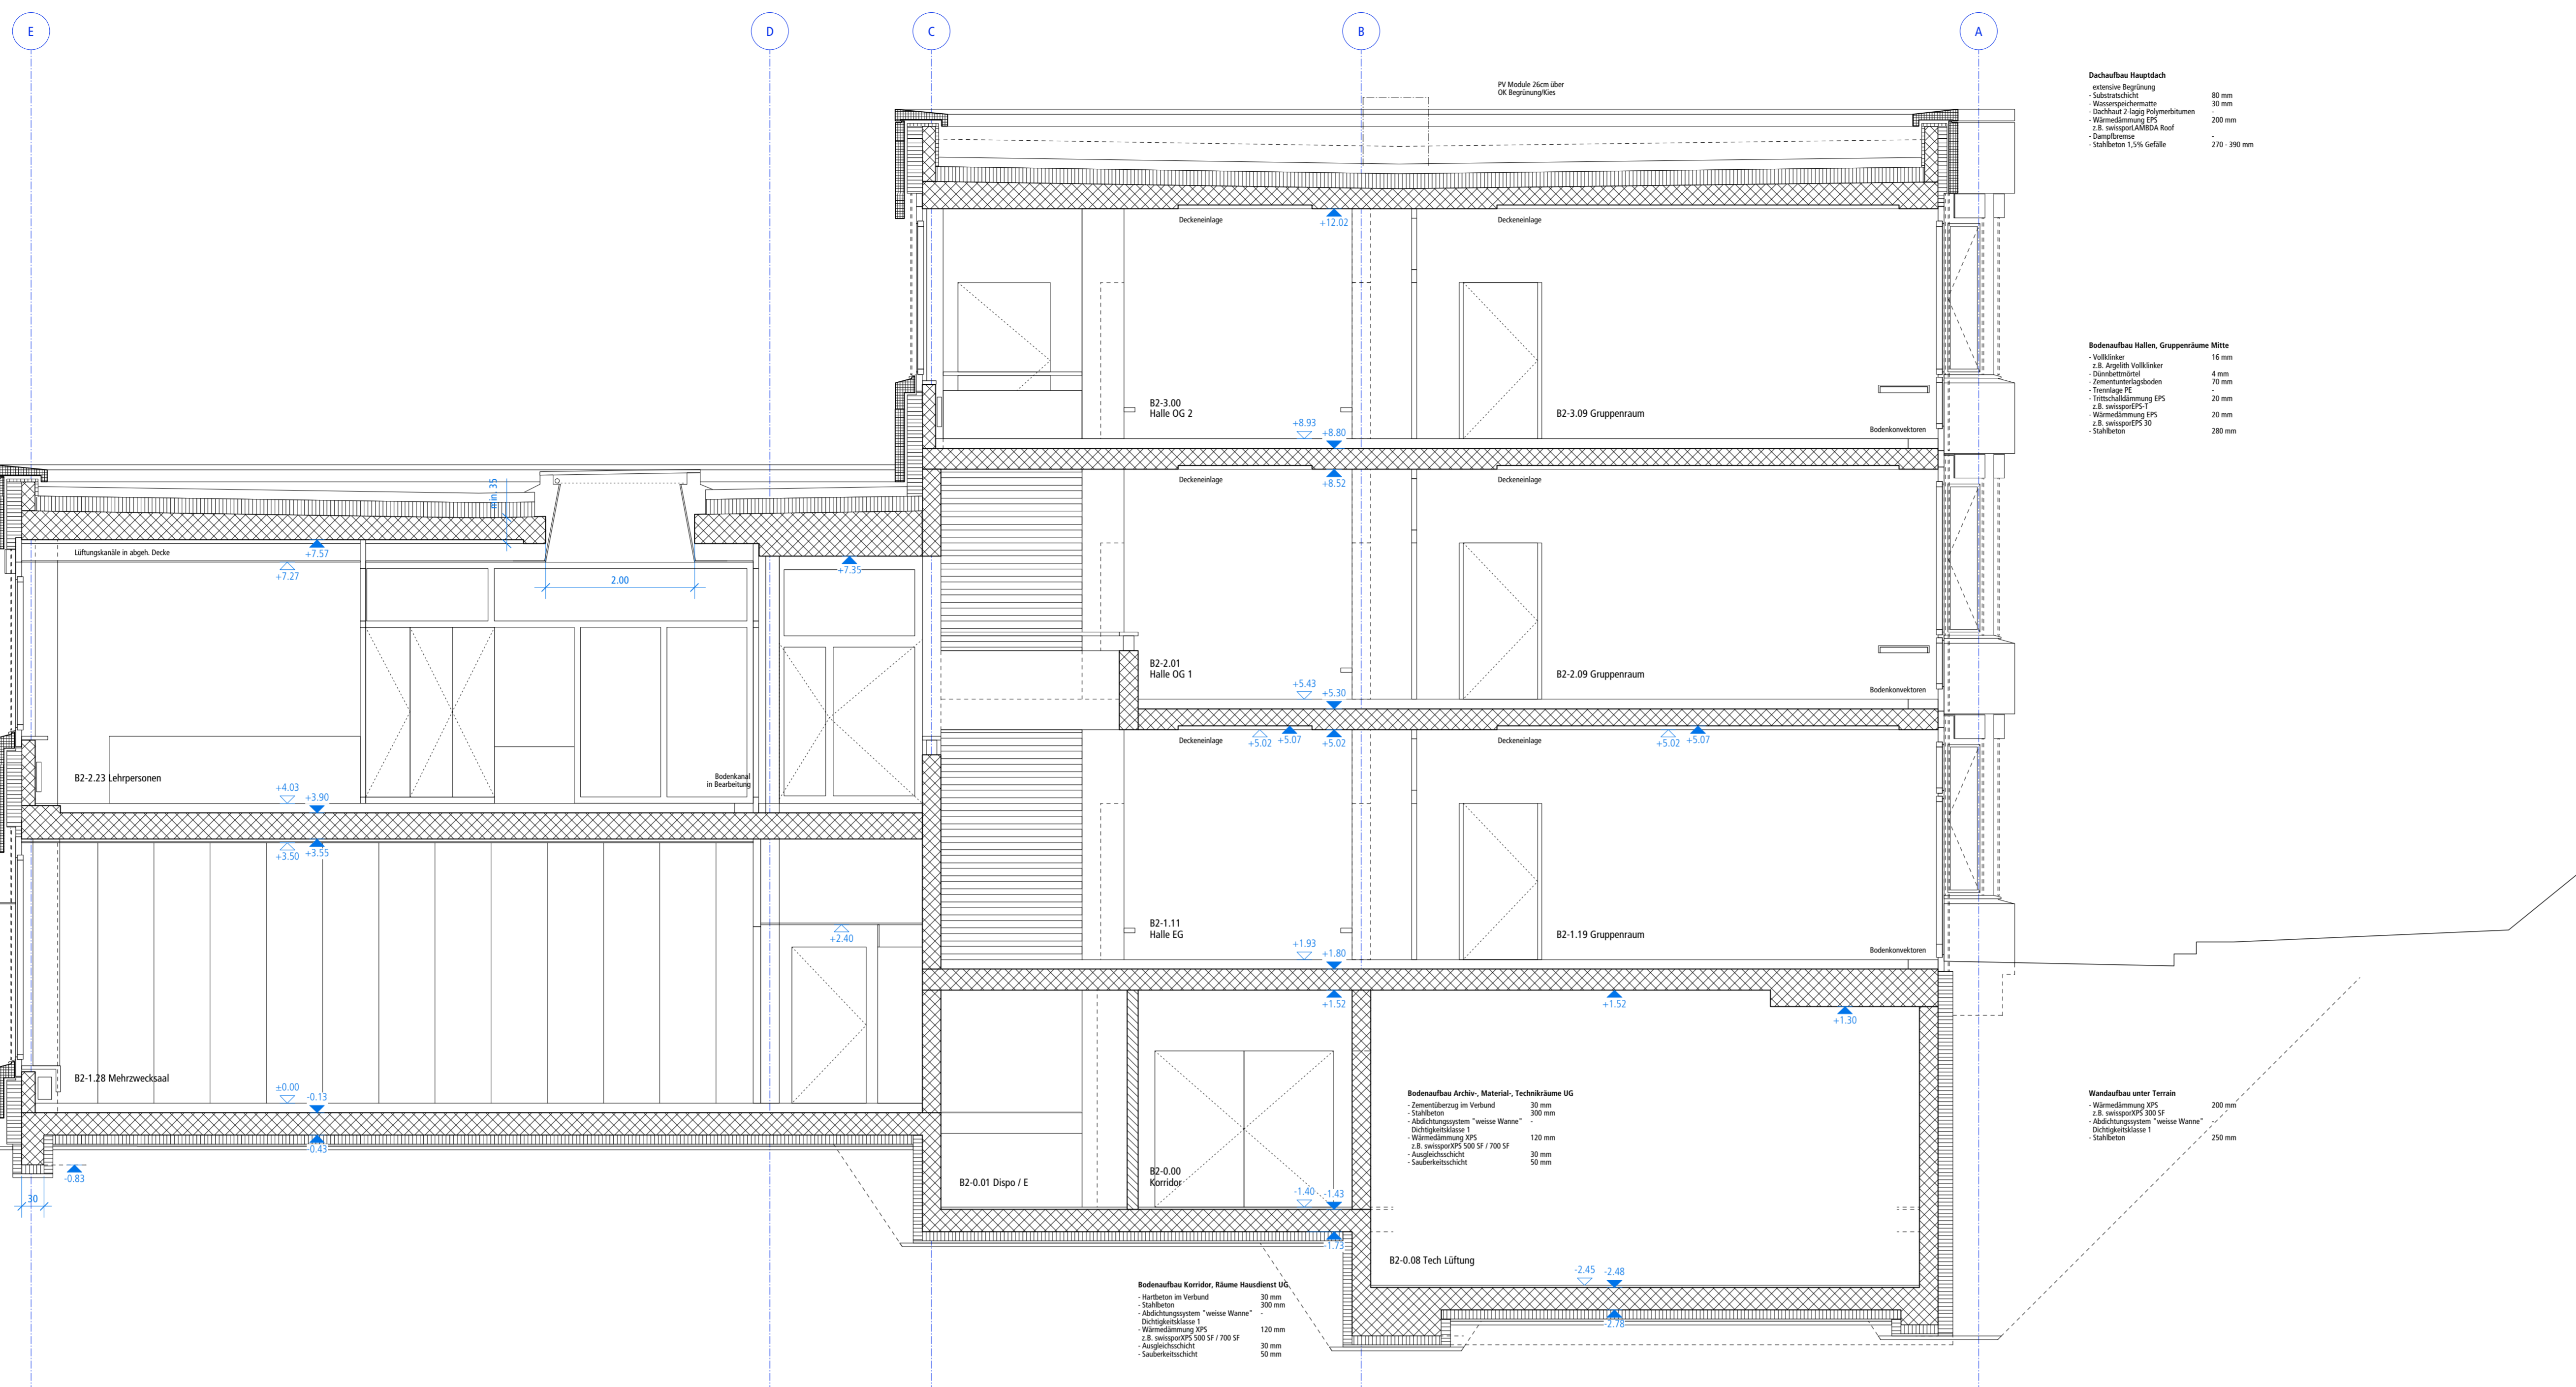 E
D
C
B
A
PV Module 26cm über
OK Begrünung/Kies
Dachaufbau Hauptdach
extensive Begrünung
- Substratschicht 80 mm
- Wasserspeichermatte 30 mm
- Dachhaut 2-lagig Polymerbitumen -
- Wärmedämmung EPS 200 mm
z.B. swissporLAMBDA Roof
- Dampfbremse -
- Stahlbeton 1,5% Gefälle 270 - 390 mm
Deckeneinlage
+12.02
Deckeneinlage
B2-3.00
Halle OG 2
B2-3.09 Gruppenraum
Bodenkonvektoren
+8.93
+8.80
Bodenaufbau Hallen, Gruppenräume Mitte
- Vollklinker 16 mm
z.B. Argelith Vollklinker
- Dünnbettmörtel 4 mm
- Zementunterlagsboden 70 mm
- Trennlage PE -
- Trittschalldämmung EPS 20 mm
z.B. swissporEPS-T
- Wärmedämmung EPS 20 mm
z.B. swissporEPS 30
- Stahlbeton 280 mm
Deckeneinlage
+8.52
Deckeneinlage
min.35
Lüftungskanäle in abgeh. Decke
+7.57
+7.27
2.00
+7.35
B2-2.01
Halle OG 1
B2-2.09 Gruppenraum
Bodenkonvektoren
+5.43
+5.30
Deckeneinlage
+5.02
+5.07
+5.02
Deckeneinlage
+5.02
+5.07
B2-2.23 Lehrpersonen
Bodenkanal
in Bearbeitung
+4.03
+3.90
+3.50
+3.55
+2.40
B2-1.11
Halle EG
B2-1.19 Gruppenraum
Bodenkonvektoren
+1.93
+1.80
+1.52
+1.52
+1.30
B2-1.28 Mehrzwecksaal
±0.00
-0.13
-0.43
-0.83
30
Bodenaufbau Archiv-, Material-, Technikräume UG
- Zementüberzug im Verbund 30 mm
- Stahlbeton 300 mm
- Abdichtungssystem "weisse Wanne" -
Dichtigkeitsklasse 1
- Wärmedämmung XPS 120 mm
z.B. swissporXPS 500 SF / 700 SF
- Ausgleichsschicht 30 mm
- Sauberkeitsschicht 50 mm
Wandaufbau unter Terrain
- Wärmedämmung XPS 200 mm
z.B. swissporXPS 300 SF
- Abdichtungssystem "weisse Wanne" -
Dichtigkeitsklasse 1
- Stahlbeton 250 mm
B2-0.01 Dispo / E
B2-0.00
Korridor
-1.40
-1.43
-1.73
B2-0.08 Tech Lüftung
-2.45
-2.48
-2.78
Bodenaufbau Korridor, Räume Hausdienst UG
- Hartbeton im Verbund 30 mm
- Stahlbeton 300 mm
- Abdichtungssystem "weisse Wanne" -
Dichtigkeitsklasse 1
- Wärmedämmung XPS 120 mm
z.B. swissporXPS 500 SF / 700 SF
- Ausgleichsschicht 30 mm
- Sauberkeitsschicht 50 mm